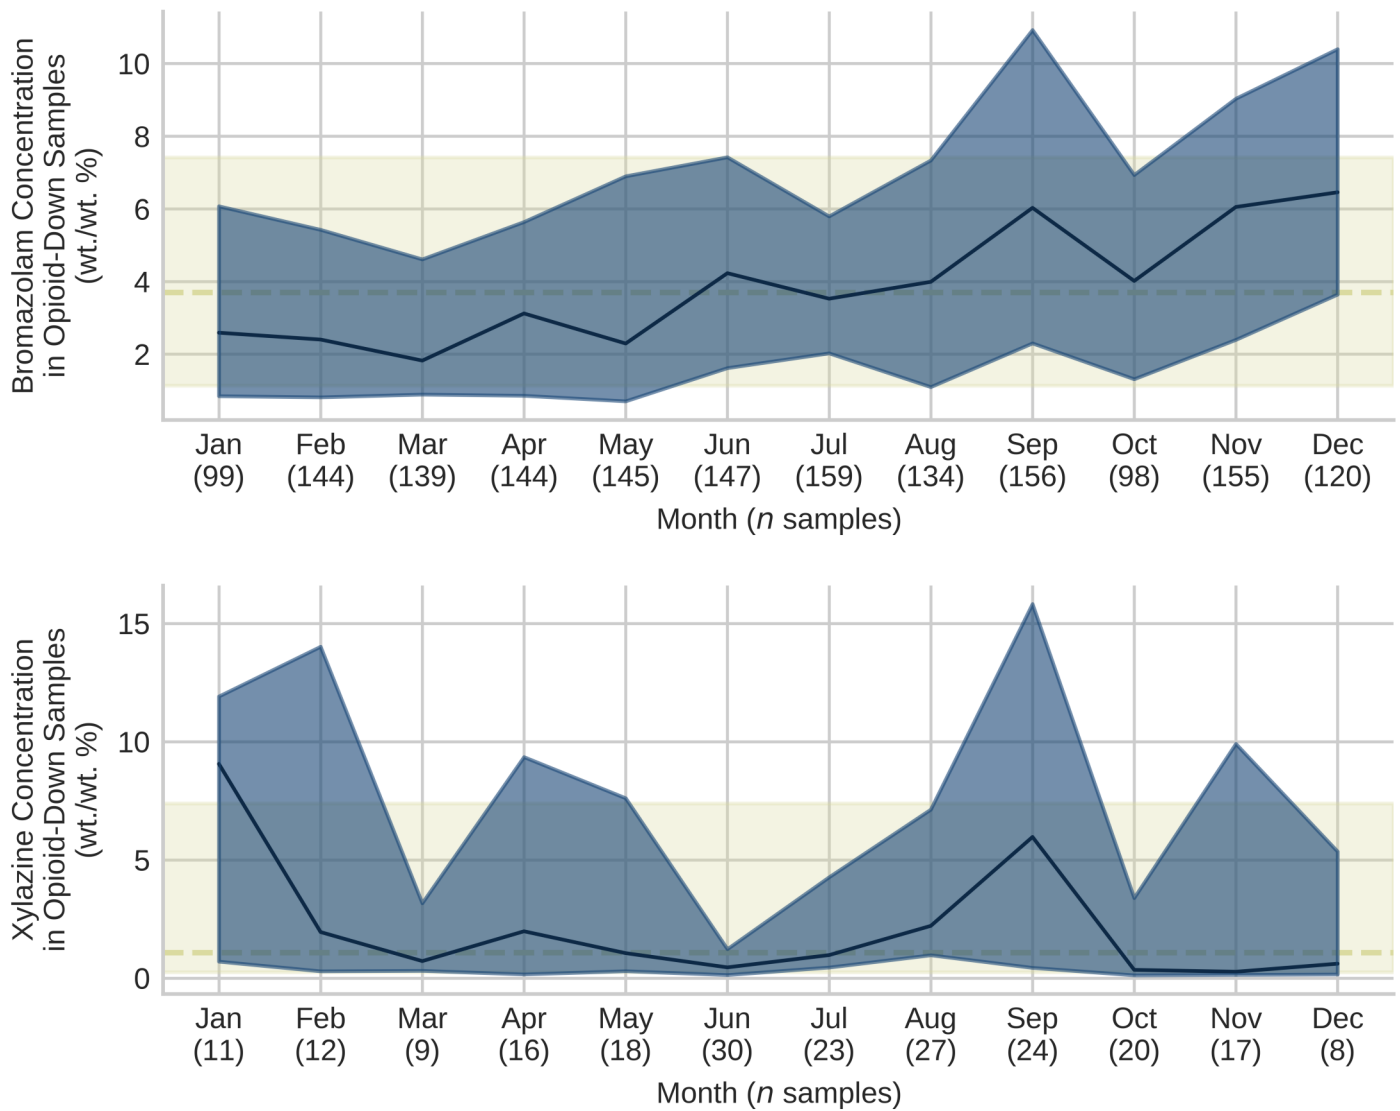 Bromazolam Concentration
in Opioid-Down Samples
(wt./wt. %)
10
8
6
4
2
Jan Feb Mar Apr May Jun Jul Aug Sep Oct Nov Dec
(99) (144) (139) (144) (145) (147) (159) (134) (156) (98) (155) (120)
Month (n samples)
Xylazine Concentration
in Opioid-Down Samples
(wt./wt. %)
15
10
5
0
Jan Feb Mar Apr May Jun Jul Aug Sep Oct Nov Dec
(11) (12) (9) (16) (18) (30) (23) (27) (24) (20) (17) (8)
Month (n samples)